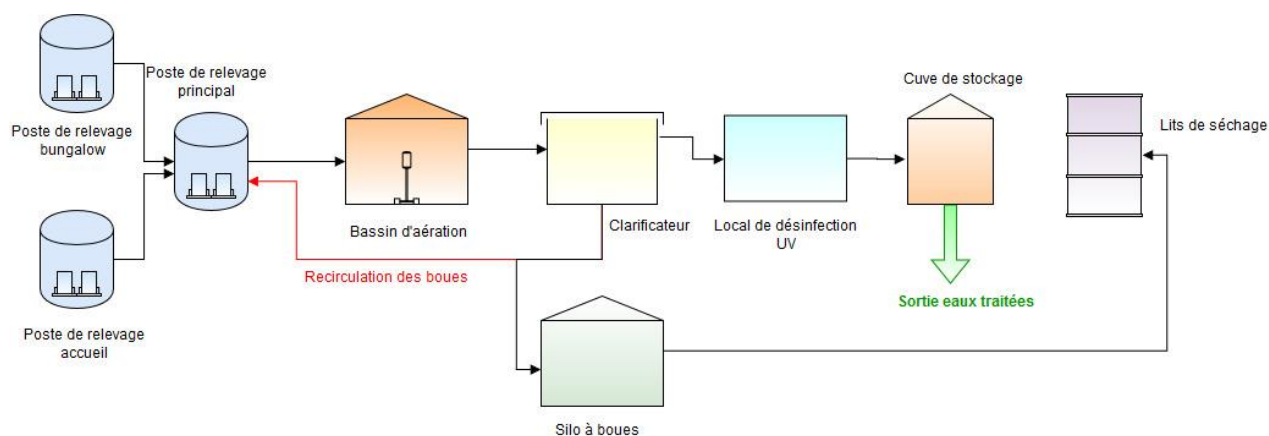 Poste de relevage
bungalow
Poste de relevage
principal
Poste de relevage
accueil
Bassin d'aération
Recirculation des boues
Clarificateur
Silo à boues
Local de désinfection
UV
Cuve de stockage
Sortie eaux traitées
Lits de séchage